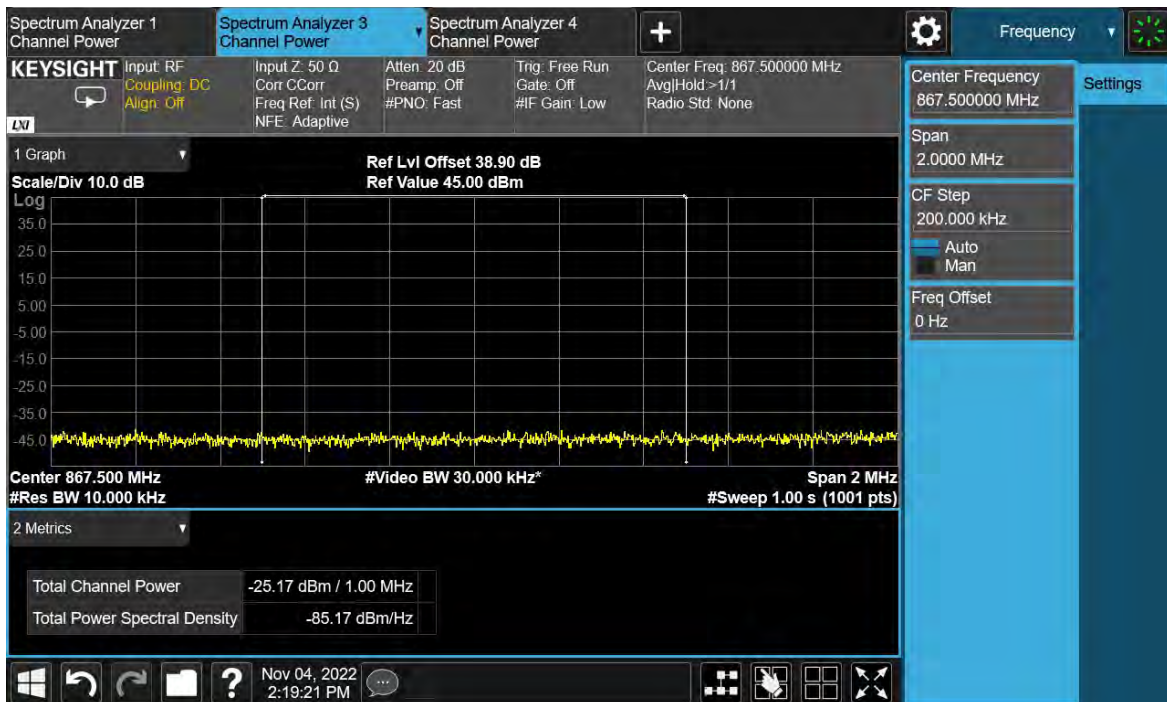 Spectrum Analyzer 1
Channel Power
Spectrum Analyzer 3
Channel Power
Spectrum Analyzer 4
Channel Power
+
Frequency
KEYSIGHT
LXI
Input: RF
Coupling: DC
Align: Off
Input Z: 50 Ω
Corr CCorr
Freq Ref: Int (S)
NFE: Adaptive
Atten: 20 dB
Preamp: Off
#PNO: Fast
Trig: Free Run
Gate: Off
#IF Gain: Low
Center Freq: 867.500000 MHz
Avg|Hold:>1/1
Radio Std: None
Center Frequency
867.500000 MHz
Settings
Span
2.0000 MHz
CF Step
200.000 kHz
Auto
Man
Freq Offset
0 Hz
1 Graph
Scale/Div 10.0 dB
Ref Lvl Offset 38.90 dB
Ref Value 45.00 dBm
Log
35.0
25.0
15.0
5.00
-5.00
-15.0
-25.0
-35.0
-45.0
Center 867.500 MHz
#Video BW 30.000 kHz*
Span 2 MHz
#Res BW 10.000 kHz
#Sweep 1.00 s (1001 pts)
2 Metrics
Total Channel Power -25.17 dBm / 1.00 MHz
Total Power Spectral Density -85.17 dBm/Hz
?
Nov 04, 2022
2:19:21 PM